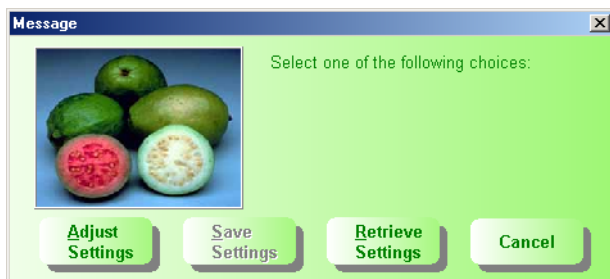 Message
Select one of the following choices:
Adjust
Settings
Save
Settings
Retrieve
Settings
Cancel